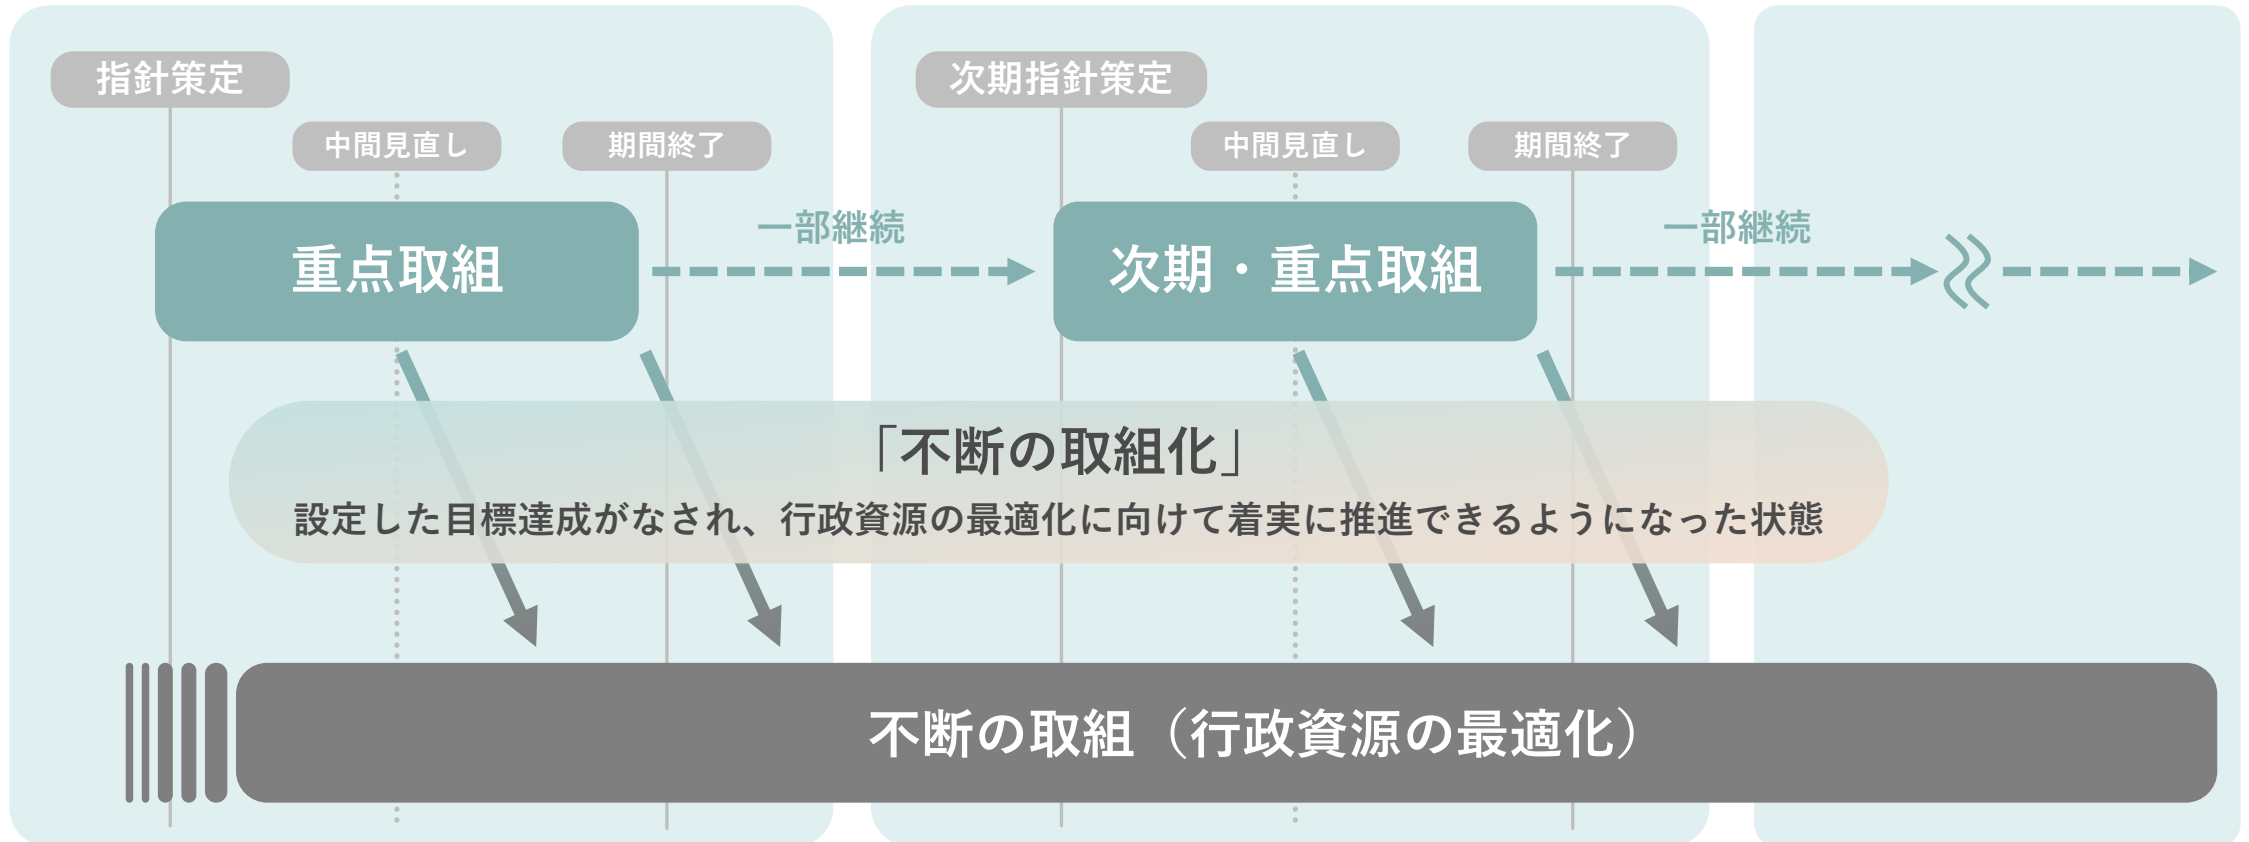 指針策定
次期指針策定
中間見直し
期間終了
中間見直し
期間終了
一部継続
一部継続
重点取組
次期・重点取組
「不断の取組化」
設定した目標達成がなされ、行政資源の最適化に向けて着実に推進できるようになった状態
不断の取組（行政資源の最適化）